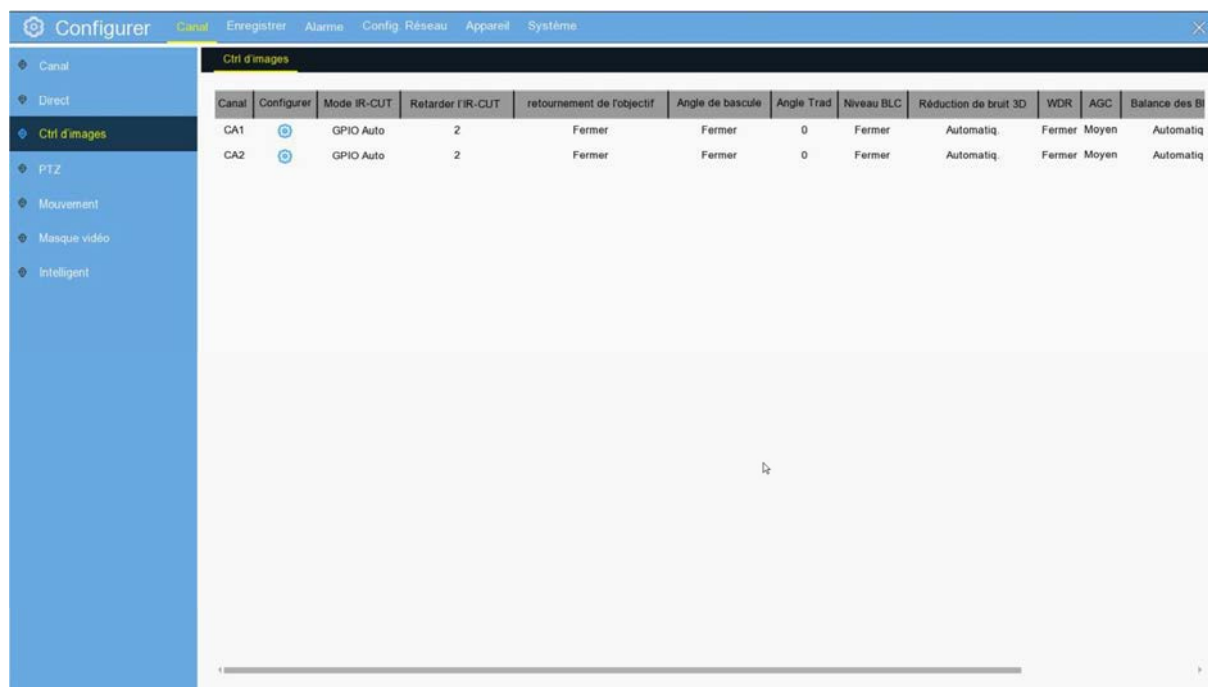 Configurer Canal Enregistrer Alarme Config. Réseau Appareil Système
Canal
Direct
Ctrl d'images
PTZ
Mouvement
Masque vidéo
Intelligent
Ctrl d'images
Canal Configurer Mode IR-CUT Retarder l'IR-CUT retournement de l'objectif Angle de bascule Angle Trad Niveau BLC Réduction de bruit 3D WDR AGC Balance des Bl
CA1 GPIO Auto 2 Fermer Fermer 0 Fermer Automatiq. Fermer Moyen Automatiq
CA2 GPIO Auto 2 Fermer Fermer 0 Fermer Automatiq. Fermer Moyen Automatiq